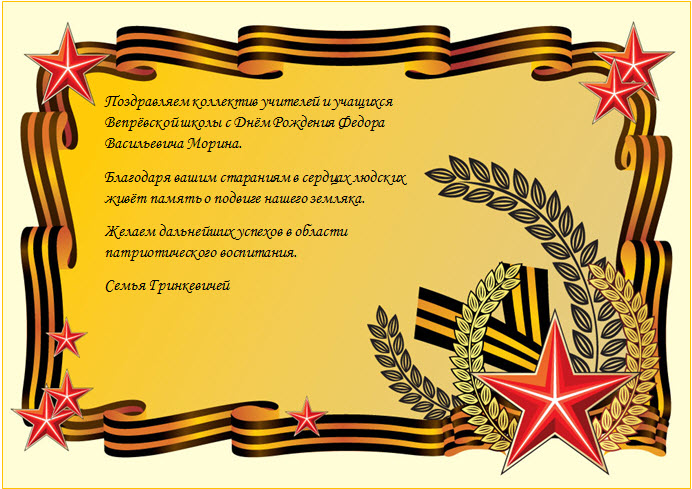 Поздравляем коллектив учителей и учащихся
Вепрёвской школы с Днём Рождения Федора
Васильевича Морина.
Благодаря вашим стараниям в сердцах людских
живёт память о подвиге нашего земляка.
Желаем дальнейших успехов в области
патриотического воспитания.
Семья Гринкевичей